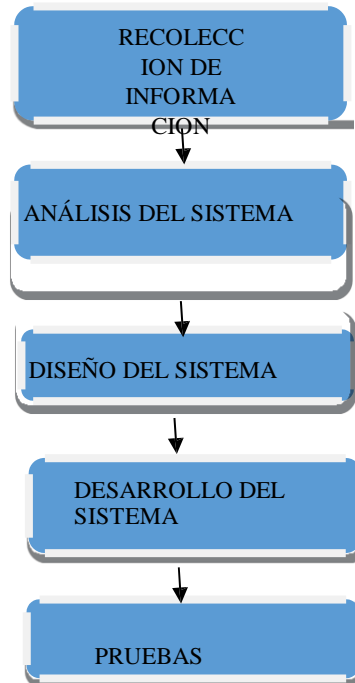 RECOLECC
ION DE
INFORMA
CION
ANÁLISIS DEL SISTEMA
DISEÑO DEL SISTEMA
DESARROLLO DEL
SISTEMA
PRUEBAS